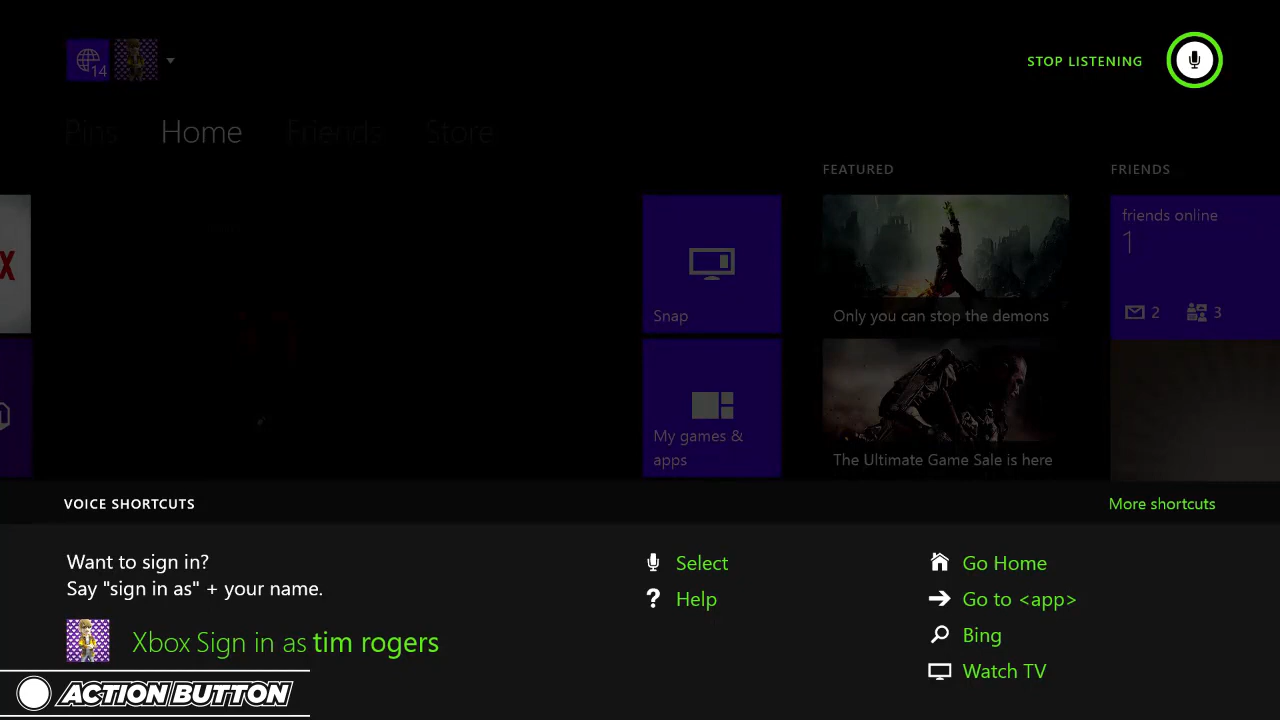 14
STOP LISTENING
Pins Home Friends Store
FEATURED
FRIENDS
X
Snap
Only you can stop the demons
friends online
1
2 3
My games &
apps
The Ultimate Game Sale is here
VOICE SHORTCUTS
More shortcuts
Want to sign in?
Say "sign in as" + your name.
Xbox Sign in as tim rogers
Select
? Help
Go Home
Go to <app>
Bing
Watch TV
ACTION BUTTON